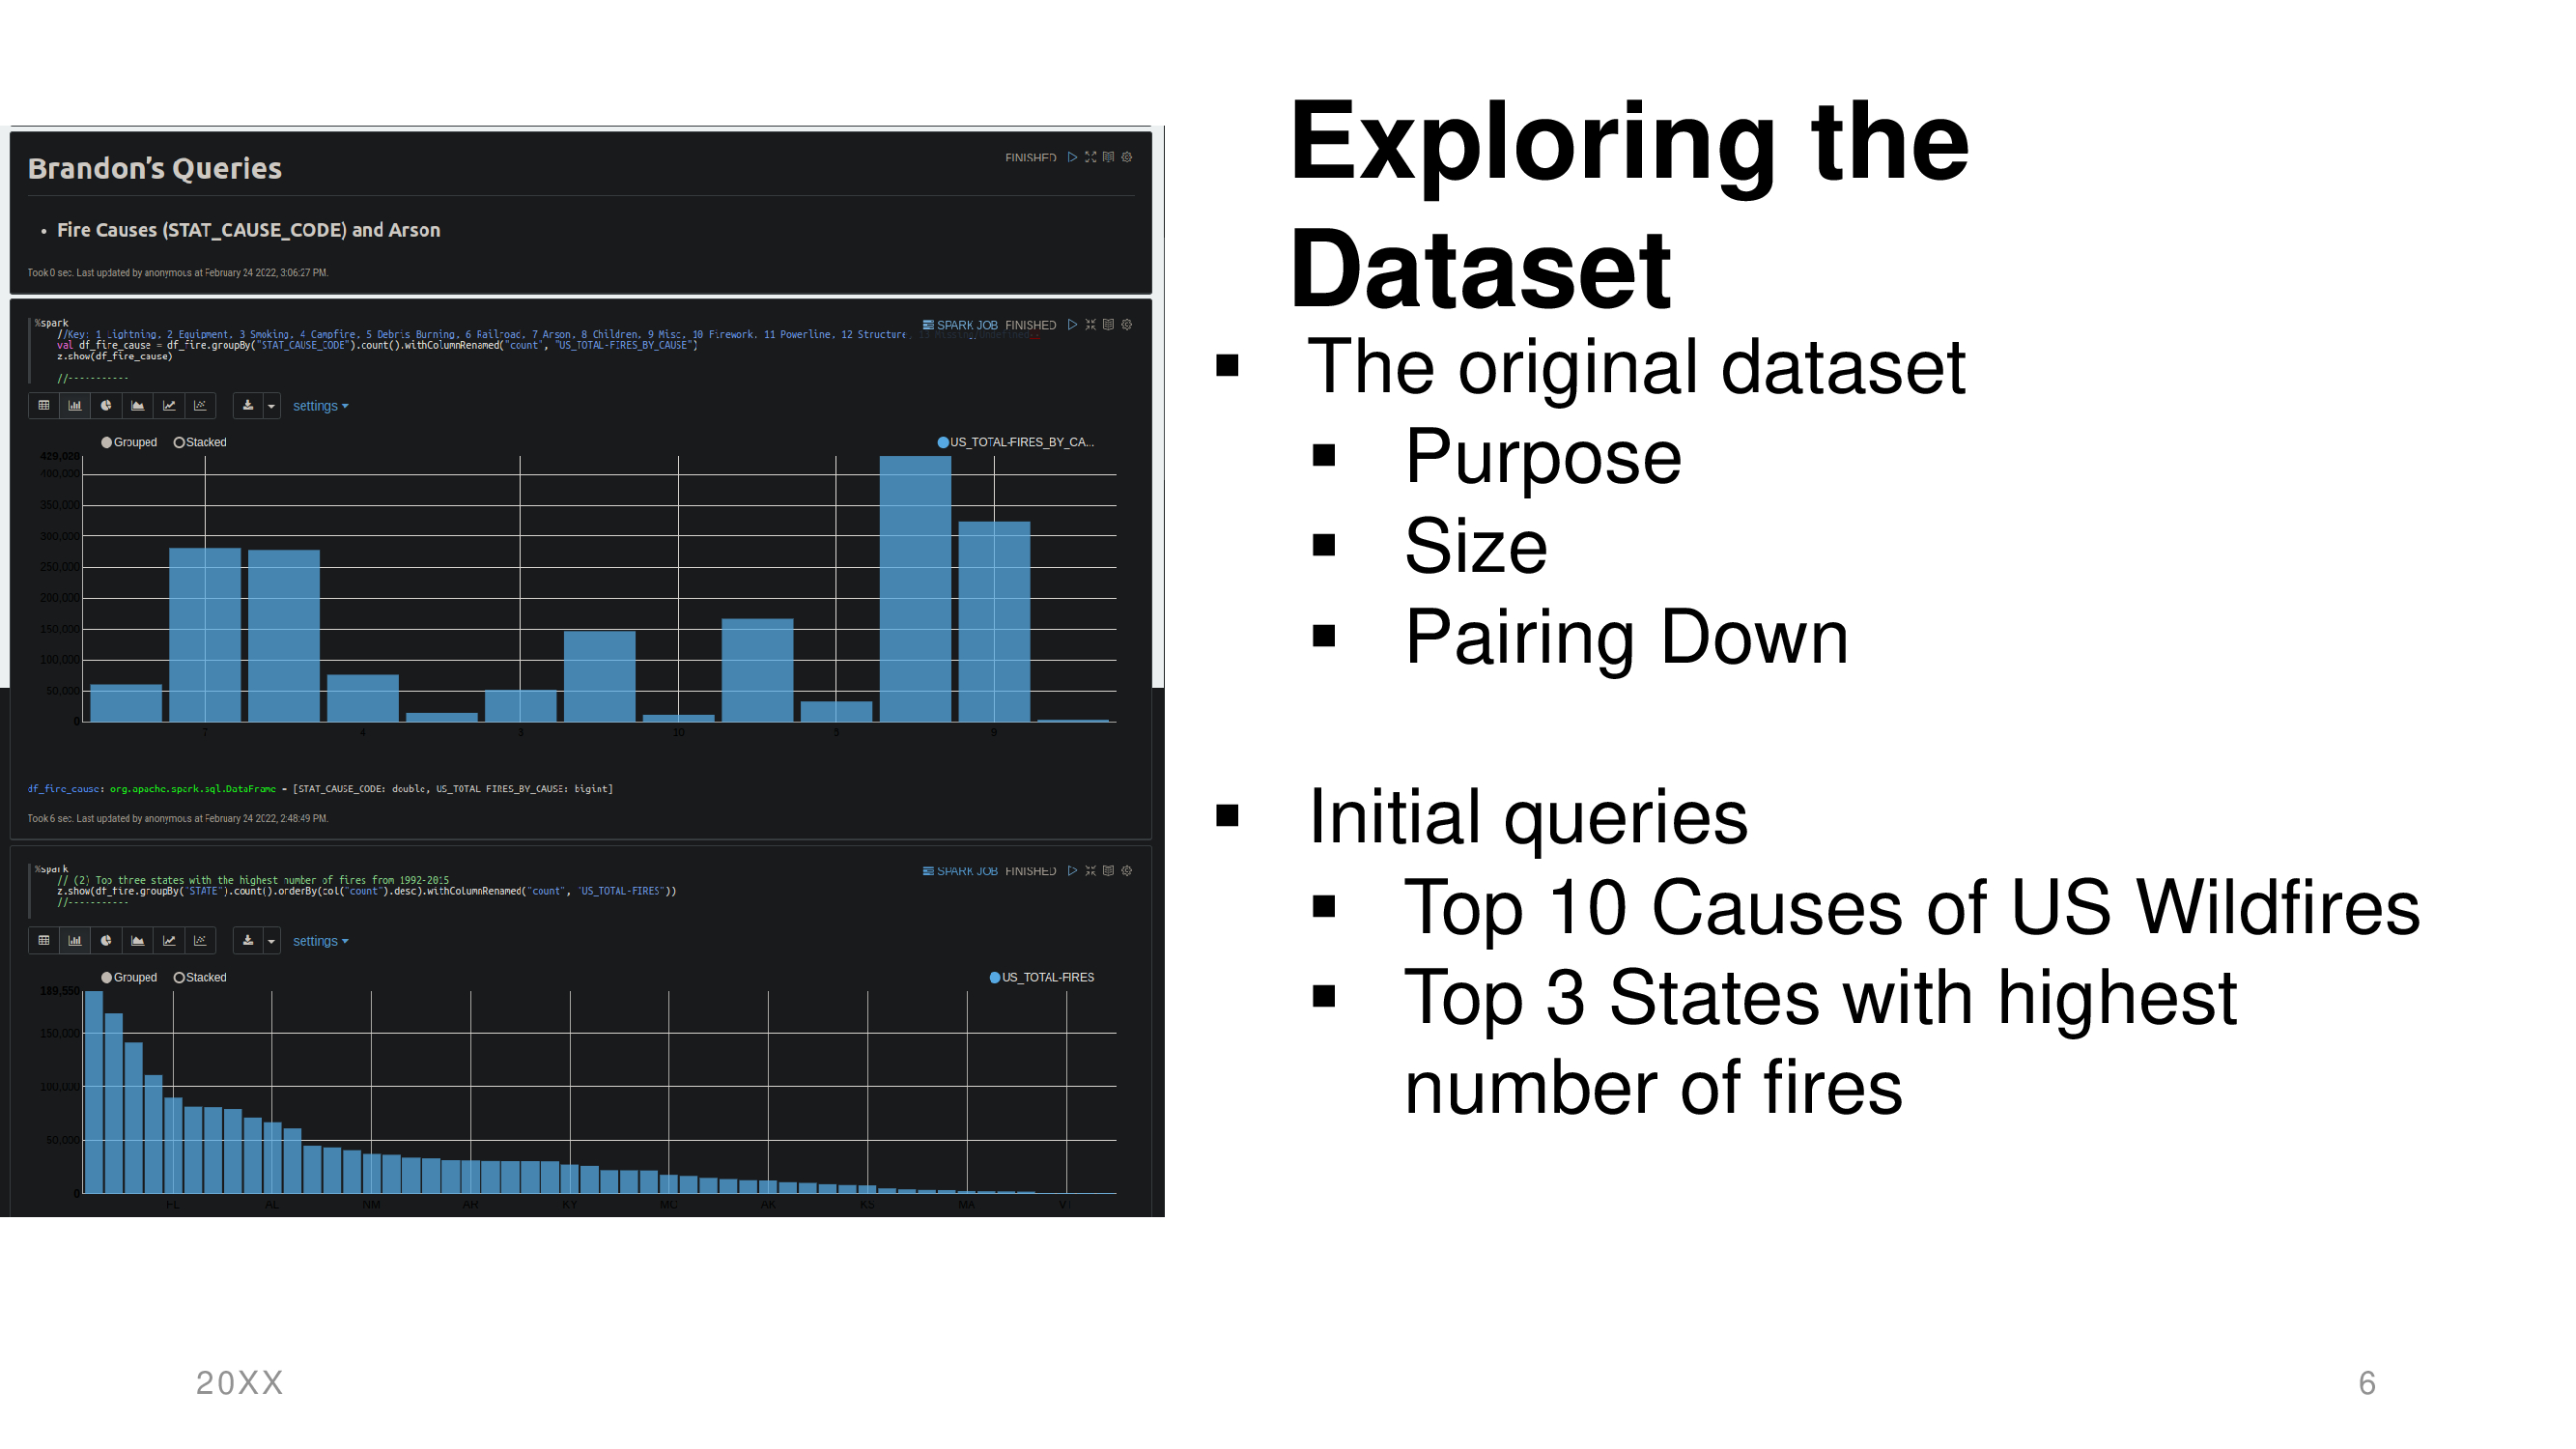 Brandon's Queries
FINISHED
• Fire Causes (STAT_CAUSE_CODE) and Arson
Took 0 sec. Last updated by anonymous at February 24 2022, 3:06:27 PM.
%spark
SPARK JOB FINISHED
//Key: 1 Lightning, 2 Equipment, 3 Smoking, 4 Campfire, 5 Debris Burning, 6 Railroad, 7 Arson, 8 Children, 9 Misc, 10 Firework, 11 Powerline, 12 Structure, 13 Missing/Undefined--
val df_fire_cause = df_fire.groupBy("STAT_CAUSE_CODE").count().withColumnRenamed("count", "US_TOTAL-FIRES_BY_CAUSE")
z.show(df_fire_cause)
//-----------
settings
Grouped Stacked
US_TOTAL-FIRES_BY_CA...
429,020
400,000
350,000
300,000
250,000
200,000
150,000
100,000
50,000
0
7 4 3 10 5 9
df_fire_cause: org.apache.spark.sql.DataFrame = [STAT_CAUSE_CODE: double, US_TOTAL-FIRES_BY_CAUSE: bigint]
Took 6 sec. Last updated by anonymous at February 24 2022, 2:48:49 PM.
%spark
SPARK JOB FINISHED
// (2) Top three states with the highest number of fires from 1992-2015
z.show(df_fire.groupBy("STATE").count().orderBy(col("count").desc).withColumnRenamed("count", "US_TOTAL-FIRES"))
//-----------
settings
Grouped Stacked
US_TOTAL-FIRES
189,550
150,000
100,000
50,000
0
FL AL NM AR KY MO AK KS MA VT
Exploring the
Dataset
▪ The original dataset
▪ Purpose
▪ Size
▪ Pairing Down
▪ Initial queries
▪ Top 10 Causes of US Wildfires
▪ Top 3 States with highest
number of fires
20XX
6